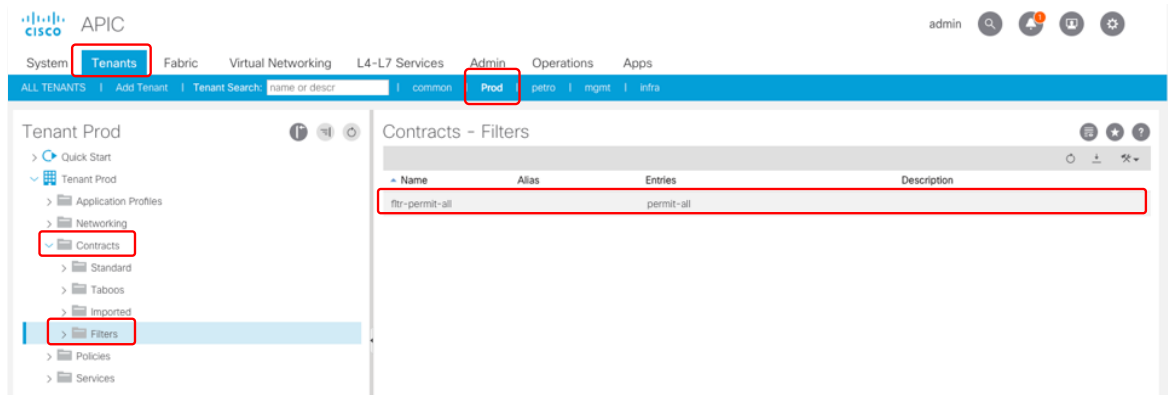 CISCO APIC admin 1
System Tenants Fabric Virtual Networking L4-L7 Services Admin Operations Apps
ALL TENANTS | Add Tenant | Tenant Search: name or descr | common | Prod | petro | mgmt | infra
Tenant Prod
Quick Start
Tenant Prod
Application Profiles
Networking
Contracts
Standard
Taboos
Imported
Filters
Policies
Services
Contracts - Filters
Name Alias Entries Description
fltr-permit-all permit-all